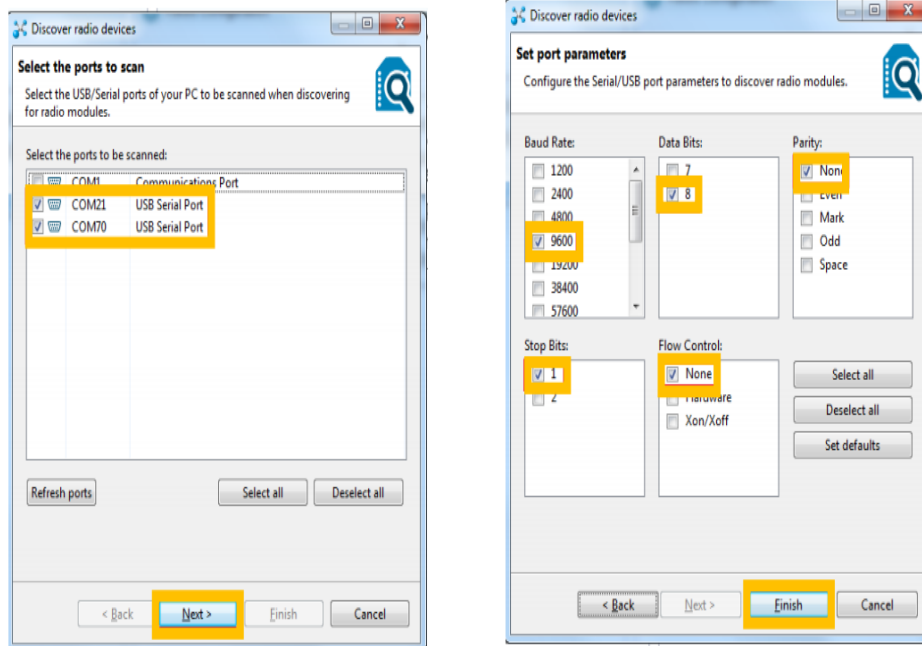 Discover radio devices
Select the ports to scan
Select the USB/Serial ports of your PC to be scanned when discovering
for radio modules.
Select the ports to be scanned:
COM1 Communications Port
COM21 USB Serial Port
COM70 USB Serial Port
Refresh ports Select all Deselect all
< Back Next > Finish Cancel
Discover radio devices
Set port parameters
Configure the Serial/USB port parameters to discover radio modules.
Baud Rate: Data Bits: Parity:
1200 7 None
2400 8 Even
4800 Mark
9600 Odd
19200 Space
38400
57600
Stop Bits: Flow Control:
1 None Select all
2 Hardware Deselect all
Xon/Xoff Set defaults
< Back Next > Finish Cancel